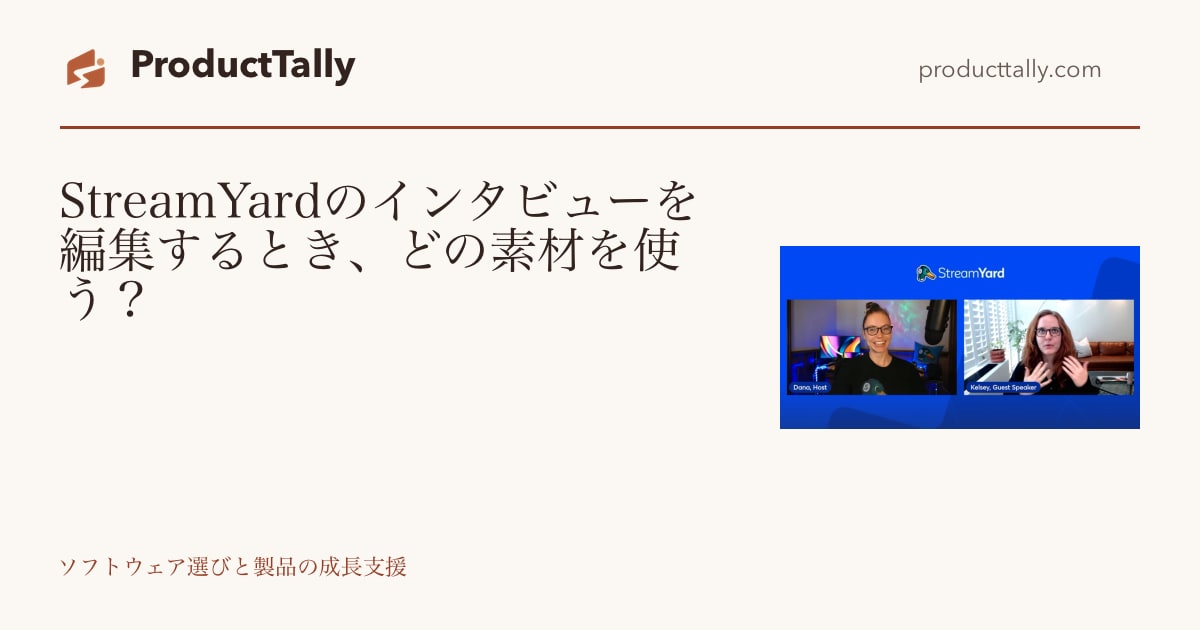 ProductTally
producttally.com
StreamYardのインタビューを
編集するとき、どの素材を使
う？
StreamYard
Dana, Host
Kelsey, Guest Speaker
ソフトウェア選びと製品の成長支援